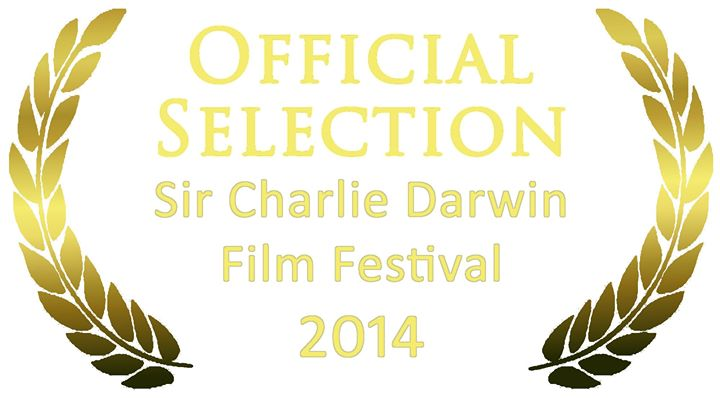 OFFICIAL
SELECTION
Sir Charlie Darwin
Film Festival
2014